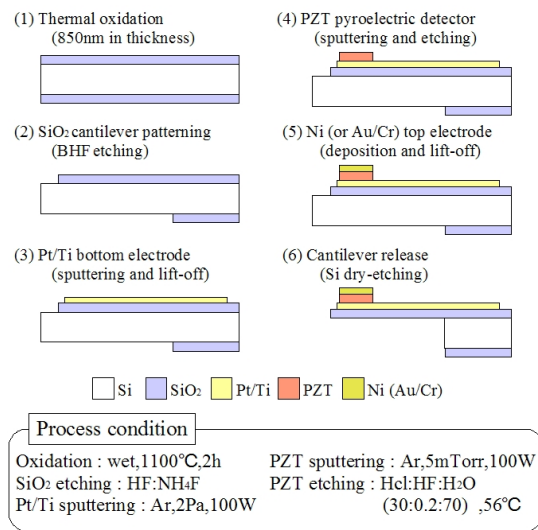 (1) Thermal oxidation
(850nm in thickness)
(2) SiO₂ cantilever patterning
(BHF etching)
(3) Pt/Ti bottom electrode
(sputtering and lift-off)
(4) PZT pyroelectric detector
(sputtering and etching)
(5) Ni (or Au/Cr) top electrode
(deposition and lift-off)
(6) Cantilever release
(Si dry-etching)
Si SiO₂ Pt/Ti PZT Ni (Au/Cr)
Process condition
Oxidation : wet,1100℃,2h
SiO₂ etching : HF:NH₄F
Pt/Ti sputtering : Ar,2Pa,100W
PZT sputtering : Ar,5mTorr,100W
PZT etching : Hcl:HF:H₂O
(30:0.2:70) ,56℃